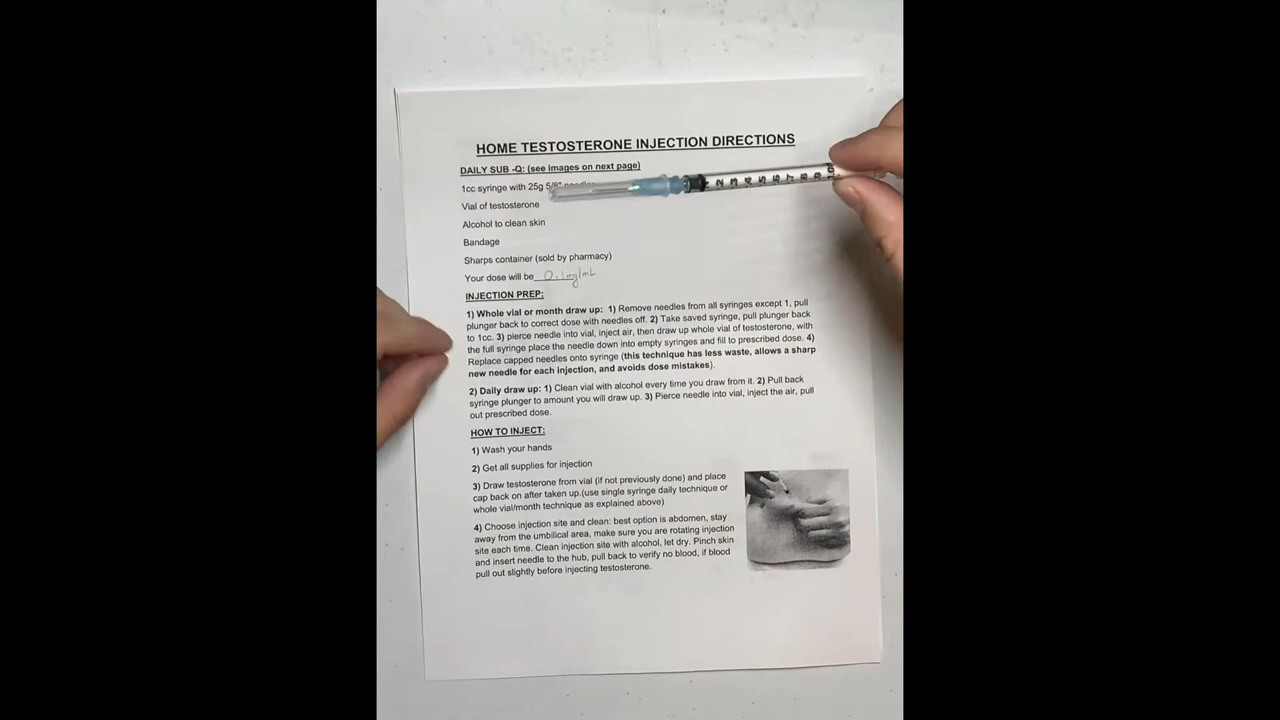 HOME TESTOSTERONE INJECTION DIRECTIONS
DAILY SUB -Q: (see images on next page)
1cc syringe with 25g 5/8" needles
Vial of testosterone
Alcohol to clean skin
Bandage
Sharps container (sold by pharmacy)
Your dose will be 0.1mg/mL
INJECTION PREP:
1) Whole vial or month draw up: 1) Remove needles from all syringes except 1, pull
plunger back to correct dose with needles off. 2) Take saved syringe, pull plunger back
to 1cc. 3) pierce needle into vial, inject air, then draw up whole vial of testosterone, with
the full syringe place the needle down into empty syringes and fill to prescribed dose. 4)
Replace capped needles onto syringe (this technique has less waste, allows a sharp
new needle for each injection, and avoids dose mistakes).
2) Daily draw up: 1) Clean vial with alcohol every time you draw from it. 2) Pull back
syringe plunger to amount you will draw up. 3) Pierce needle into vial, inject the air, pull
out prescribed dose.
HOW TO INJECT:
1) Wash your hands
2) Get all supplies for injection
3) Draw testosterone from vial (if not previously done) and place
cap back on after taken up.(use single syringe daily technique or
whole vial/month technique as explained above)
4) Choose injection site and clean: best option is abdomen, stay
away from the umbilical area, make sure you are rotating injection
site each time. Clean injection site with alcohol, let dry. Pinch skin
and insert needle to the hub, pull back to verify no blood, if blood
pull out slightly before injecting testosterone.
2 3 4 5 6 7 8 9 10